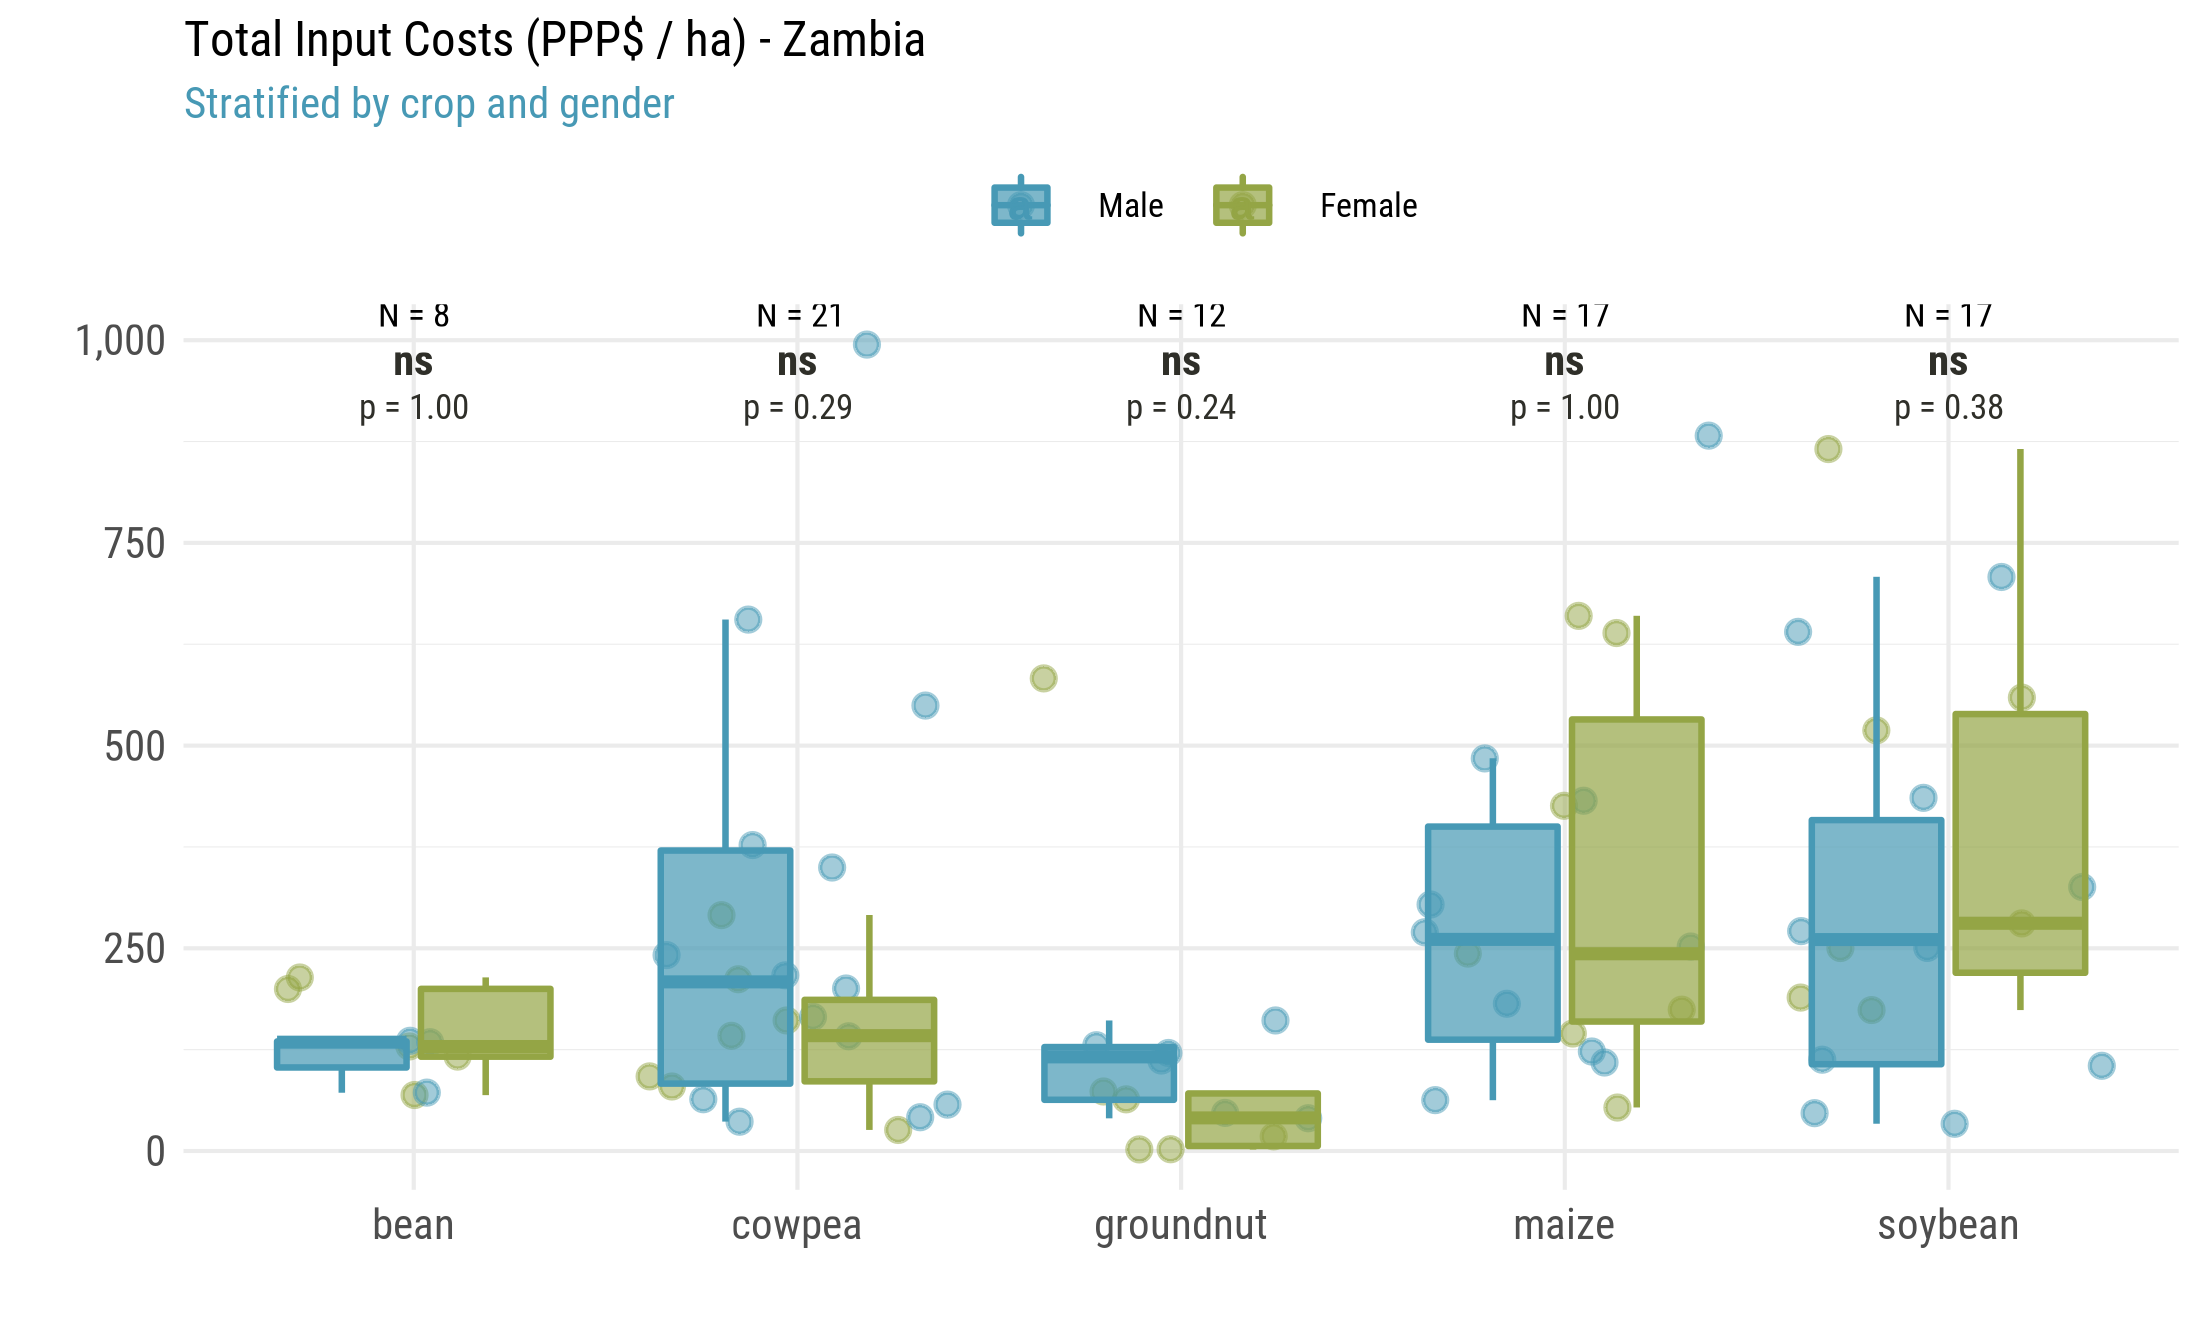 Total Input Costs (PPP$ / ha) - Zambia
Stratified by crop and gender
Male Female
N = 8 N = 21 N = 12 N = 17 N = 17
1,000
ns ns ns ns ns
p = 1.00 p = 0.29 p = 0.24 p = 1.00 p = 0.38
750
500
250
0
bean cowpea groundnut maize soybean